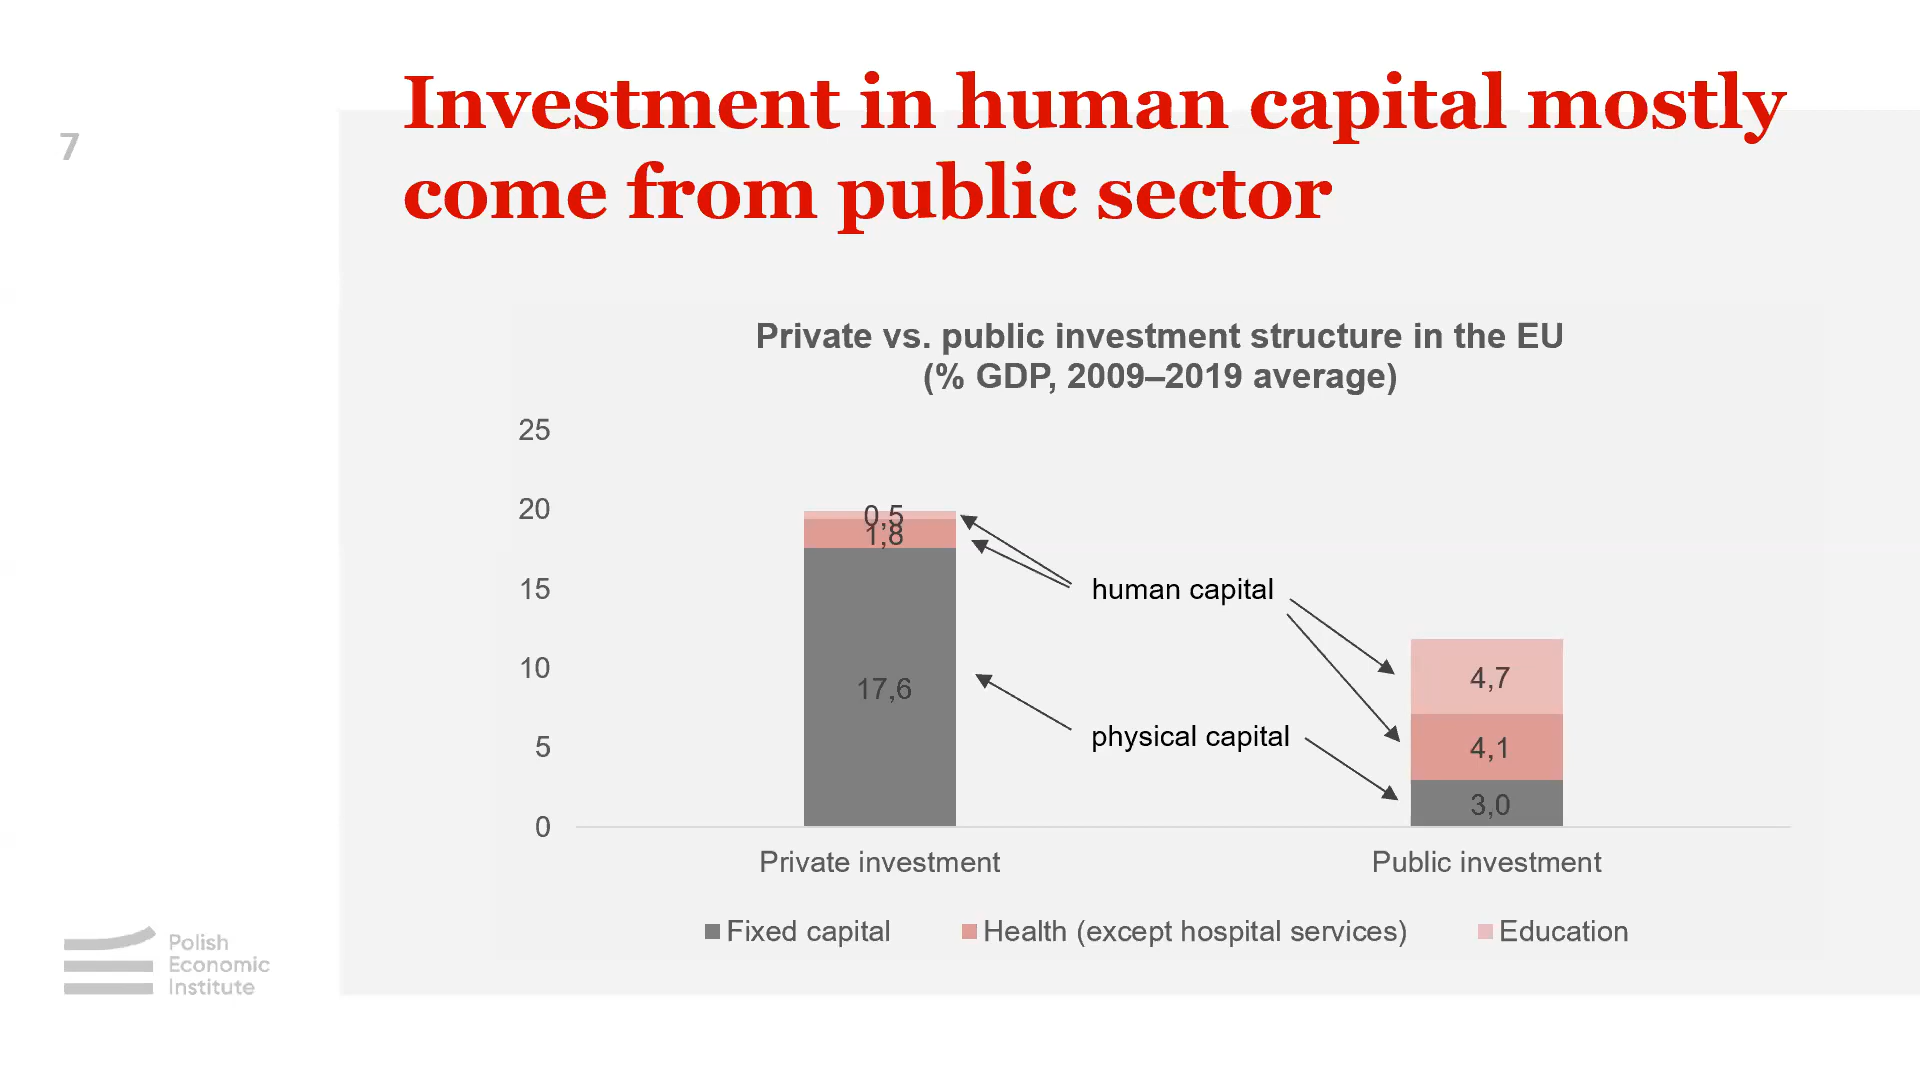 7
Investment in human capital mostly
come from public sector
Private vs. public investment structure in the EU
(% GDP, 2009–2019 average)
25
20
15
10
5
0
0,5
1,8
17,6
human capital
physical capital
4,7
4,1
3,0
Private investment
Public investment
Fixed capital
Health (except hospital services)
Education
Polish
Economic
Institute